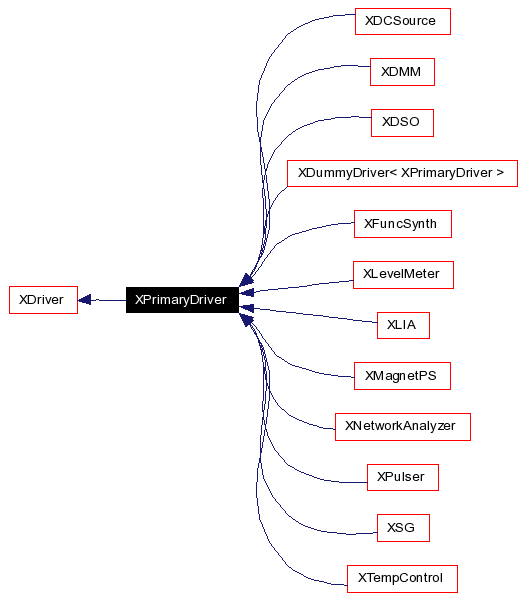 XDCSource
XDMM
XDSO
XDummyDriver< XPrimaryDriver >
XFuncSynth
XLevelMeter
XDriver
XPrimaryDriver
XLIA
XMagnetPS
XNetworkAnalyzer
XPulser
XSG
XTempControl